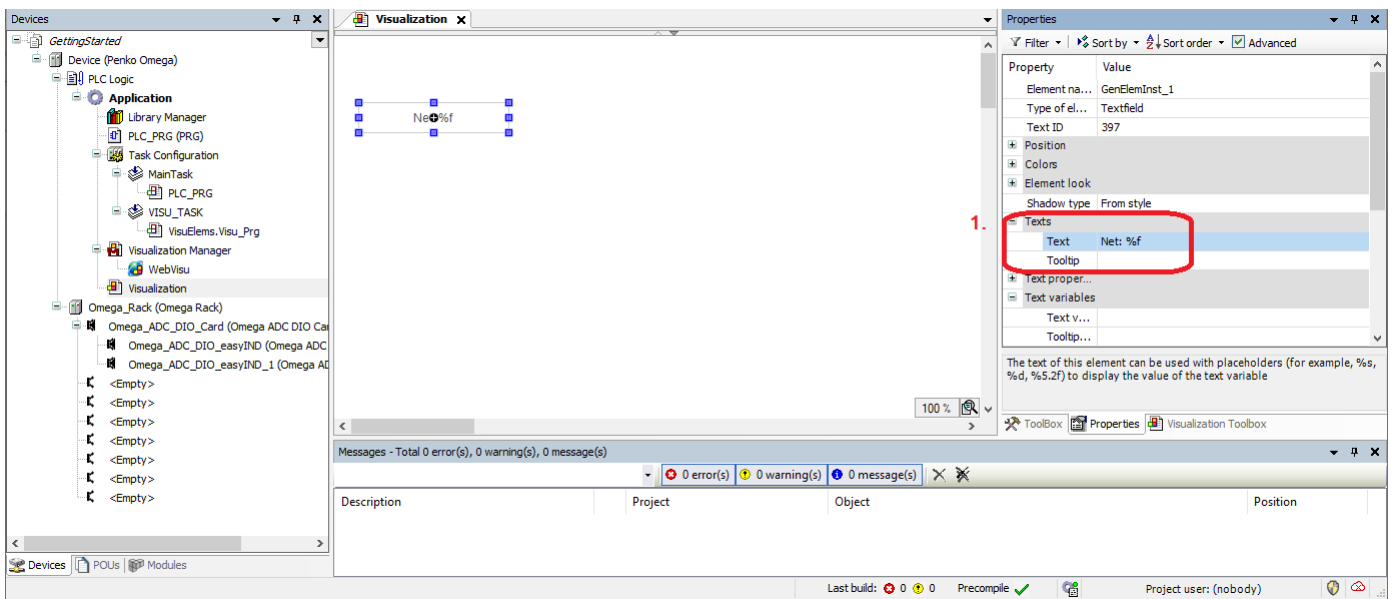 Devices
GettingStarted
Device (Penko Omega)
PLC Logic
Application
Library Manager
PLC_PRG (PRG)
Task Configuration
MainTask
PLC_PRG
VISU_TASK
VisuElems.Visu_Prg
Visualization Manager
WebVisu
Visualization
Omega_Rack (Omega Rack)
Omega_ADC_DIO_Card (Omega ADC DIO Car
Omega_ADC_DIO_easyIND (Omega ADC
Omega_ADC_DIO_easyIND_1 (Omega AD
<Empty>
<Empty>
<Empty>
<Empty>
<Empty>
<Empty>
<Empty>
Devices POUs Modules
Visualization
Net: %f
100 %
Properties
Filter Sort by Sort order Advanced
Property Value
Element na... GenElemInst_1
Type of el... Textfield
Text ID 397
Position
Colors
Element look
Shadow type From style
1.
Texts
Text Net: %f
Tooltip
Text proper...
Text variables
Text v...
Tooltip...
The text of this element can be used with placeholders (for example, %s,
%d, %5.2f) to display the value of the text variable
ToolBox Properties Visualization Toolbox
Messages - Total 0 error(s), 0 warning(s), 0 message(s)
0 error(s) 0 warning(s) 0 message(s)
Description Project Object Position
Last build: 0 0 Precompile Project user: (nobody)